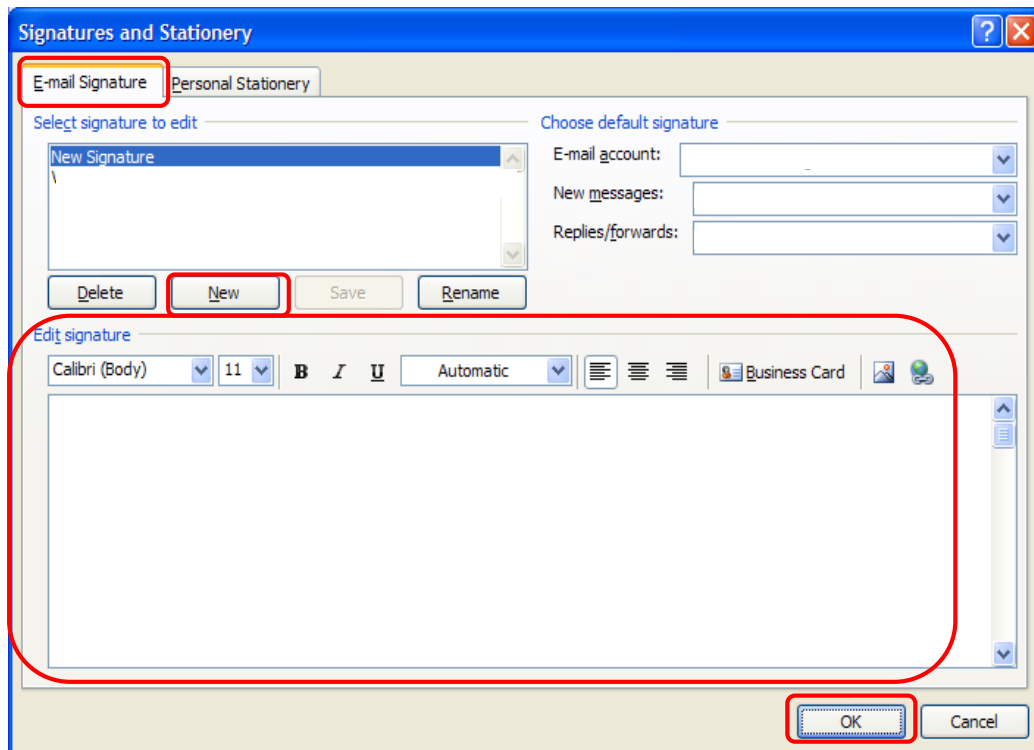 Signatures and Stationery
E-mail Signature
Personal Stationery
Select signature to edit
Choose default signature
New Signature
E-mail account:
New messages:
Replies/forwards:
Delete
New
Save
Rename
Edit signature
Calibri (Body)
11
B
I
U
Automatic
Business Card
OK
Cancel